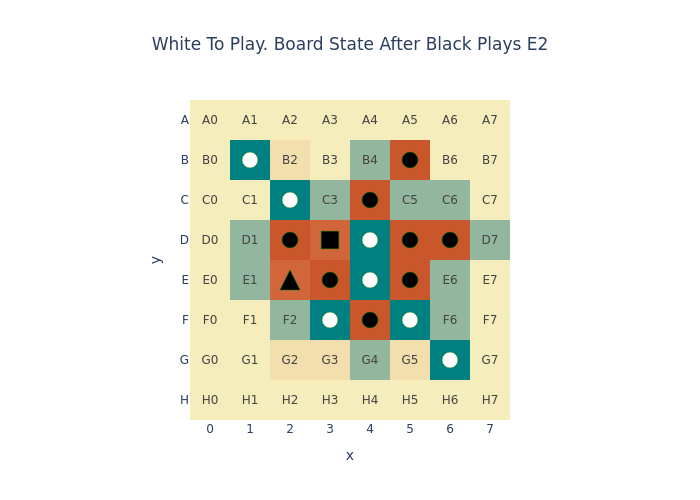 White To Play. Board State After Black Plays E2
A A0 A1 A2 A3 A4 A5 A6 A7
B B0 B2 B3 B4 B6 B7
C C0 C1 C3 C5 C6 C7
D D0 D1 D7
y
E E0 E1 E6 E7
F F0 F1 F2 F6 F7
G G0 G1 G2 G3 G4 G5 G7
H H0 H1 H2 H3 H4 H5 H6 H7
0 1 2 3 4 5 6 7
x